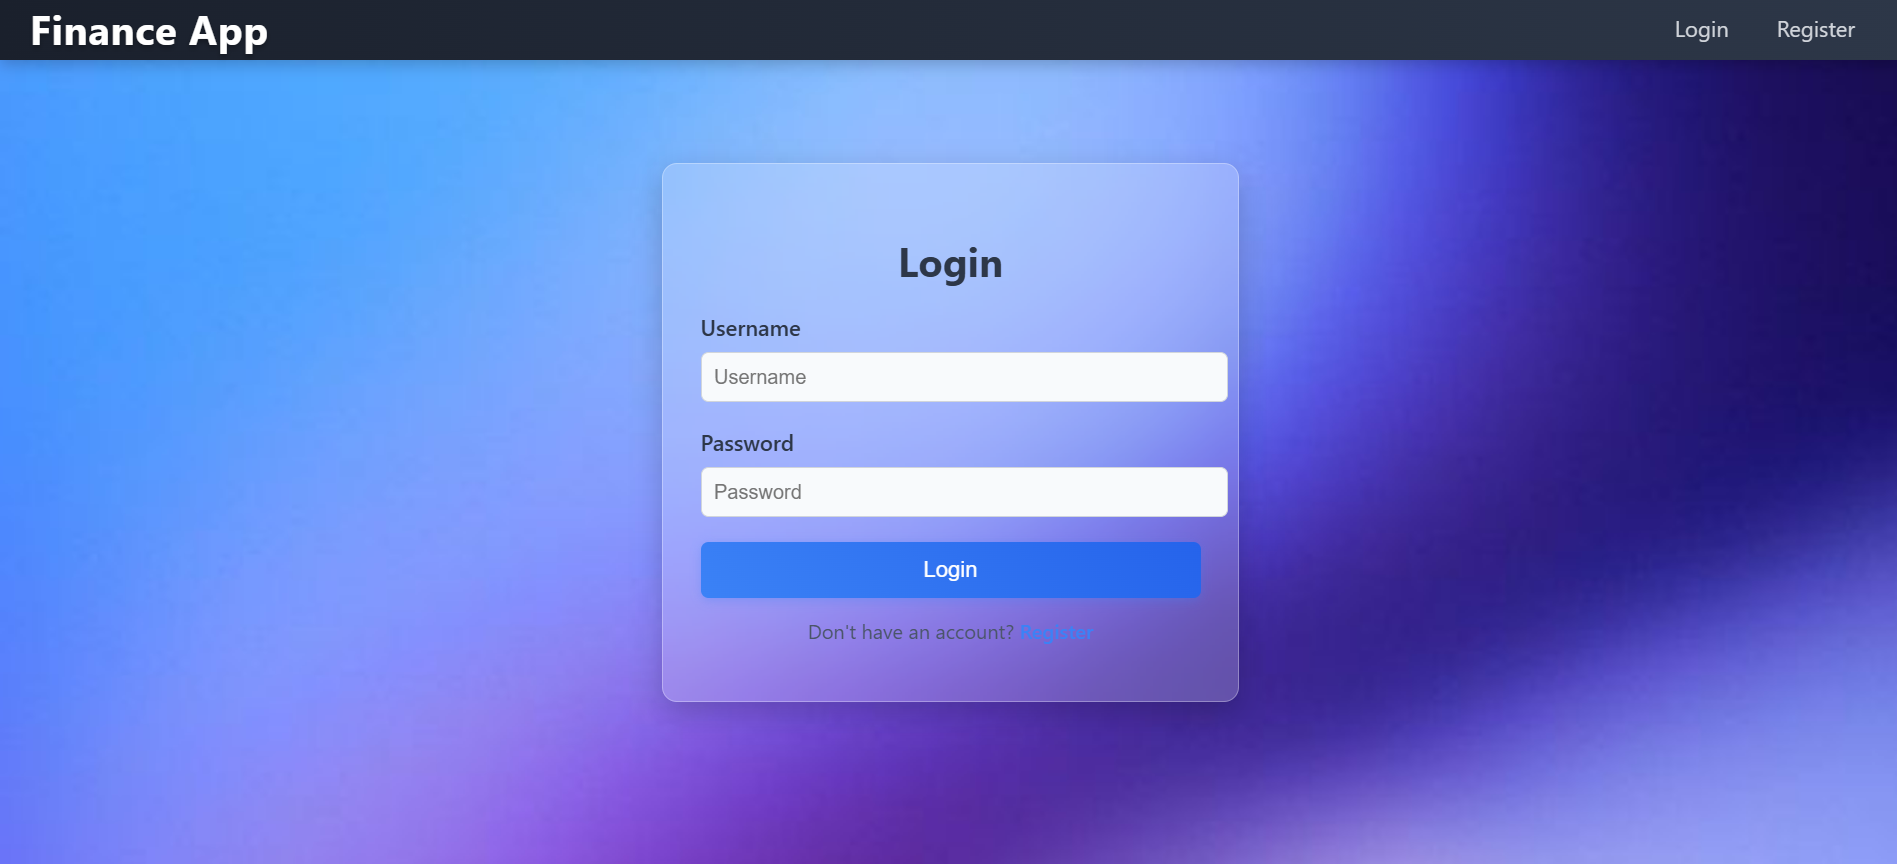 Finance App
Login Register
Login
Username
Username
Password
Password
Login
Don't have an account? Register